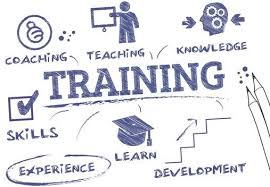 COACHING
TEACHING
KNOWLEDGE
TRAINING
SKILLS
LEARN
DEVELOPMENT
EXPERIENCE